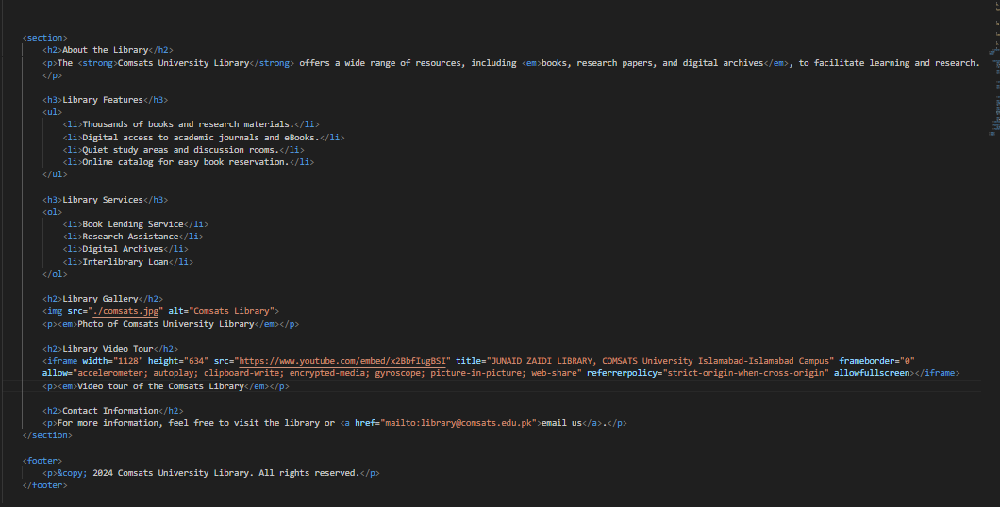 <section>
<h2>About the Library</h2>
<p>The <strong>Comsats University Library</strong> offers a wide range of resources, including <em>books, research papers, and digital archives</em>, to facilitate learning and research.
</p>
<h3>Library Features</h3>
<ul>
<li>Thousands of books and research materials.</li>
<li>Digital access to academic journals and eBooks.</li>
<li>Quiet study areas and discussion rooms.</li>
<li>Online catalog for easy book reservation.</li>
</ul>
<h3>Library Services</h3>
<ol>
<li>Book Lending Service</li>
<li>Research Assistance</li>
<li>Digital Archives</li>
<li>Interlibrary Loan</li>
</ol>
<h2>Library Gallery</h2>
<img src="./comsats.jpg" alt="Comsats Library">
<p><em>Photo of Comsats University Library</em></p>
<h2>Library Video Tour</h2>
<iframe width="1128" height="634" src="https://www.youtube.com/embed/x2BbfIugBSI" title="JUNAID ZAIDI LIBRARY, COMSATS University Islamabad-Islamabad Campus" frameborder="0"
allow="accelerometer; autoplay; clipboard-write; encrypted-media; gyroscope; picture-in-picture; web-share" referrerpolicy="strict-origin-when-cross-origin" allowfullscreen></iframe>
<p><em>Video tour of the Comsats Library</em></p>
<h2>Contact Information</h2>
<p>For more information, feel free to visit the library or <a href="mailto:library@comsats.edu.pk">email us</a>.</p>
</section>
<footer>
<p>&copy; 2024 Comsats University Library. All rights reserved.</p>
</footer>